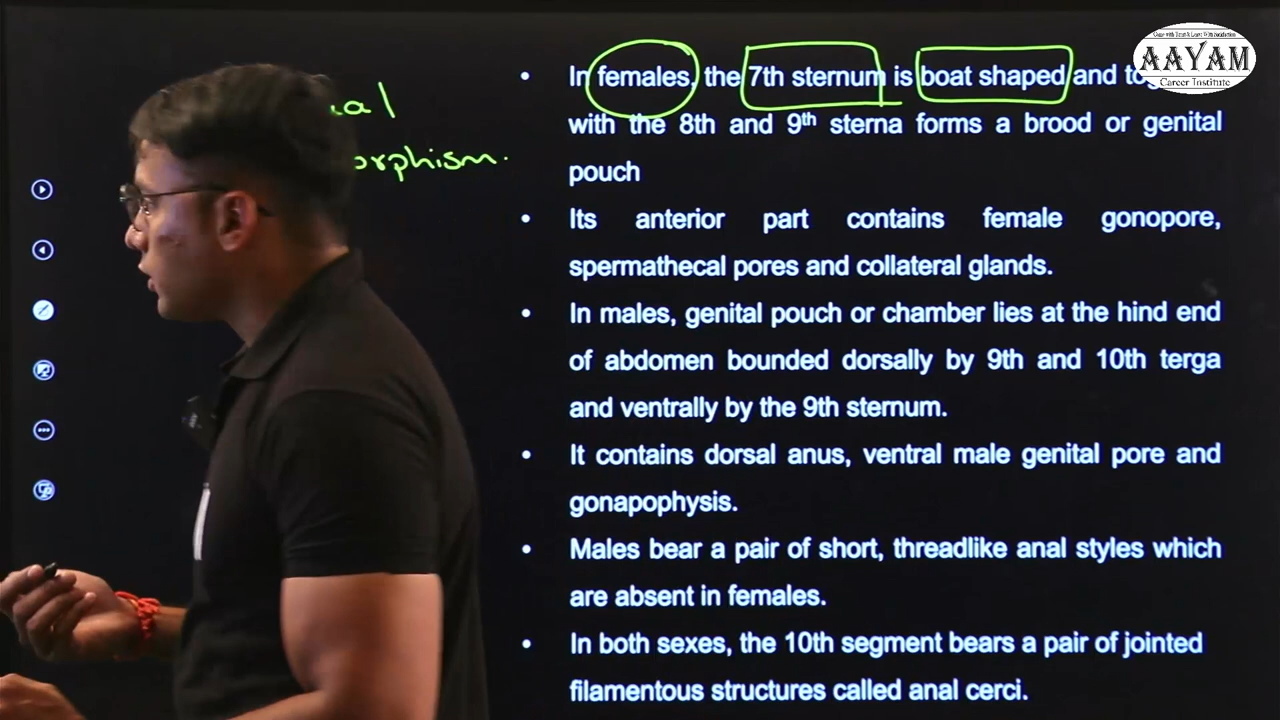 AAYAM
Career Institute
• In females, the 7th sternum is boat shaped and
with the 8th and 9th sterna forms a brood or genital
pouch
• Its anterior part contains female gonopore,
spermathecal pores and collateral glands.
• In males, genital pouch or chamber lies at the hind end
of abdomen bounded dorsally by 9th and 10th terga
and ventrally by the 9th sternum.
• It contains dorsal anus, ventral male genital pore and
gonapophysis.
• Males bear a pair of short, threadlike anal styles which
are absent in females.
• In both sexes, the 10th segment bears a pair of jointed
filamentous structures called anal cerci.